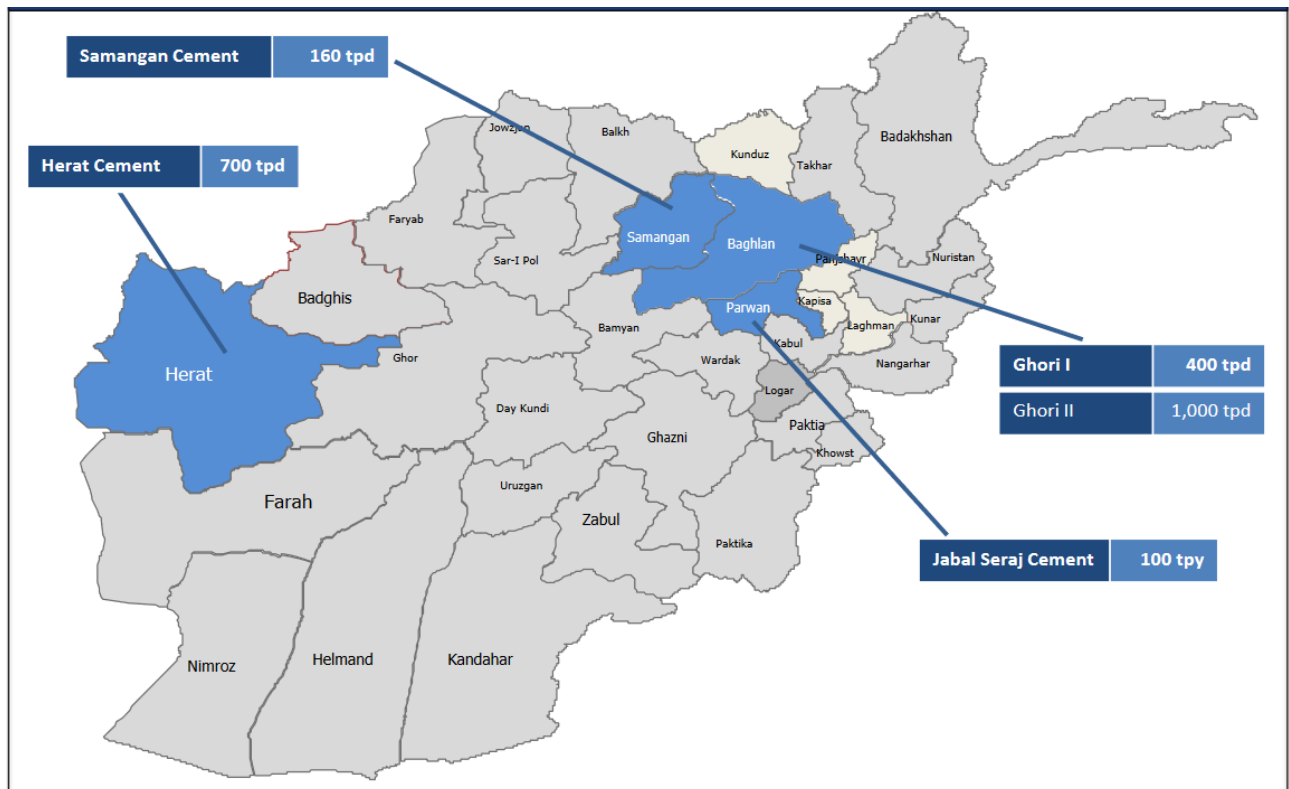 Samangan Cement 160 tpd
Herat Cement 700 tpd
Jowzjan
Balkh
Kunduz
Takhar
Badakhshan
Faryab
Samangan
Baghlan
Sar-I Pol
Panjshayr
Nuristan
Badghis
Bamyan
Parwan
Kapisa
Laghman
Kunar
Herat
Ghor
Wardak
Kabul
Nangarhar
Ghori I 400 tpd
Ghori II 1,000 tpd
Logar
Day Kundi
Ghazni
Paktia
Khowst
Farah
Uruzgan
Zabul
Paktika
Jabal Seraj Cement 100 tpy
Nimroz
Helmand
Kandahar